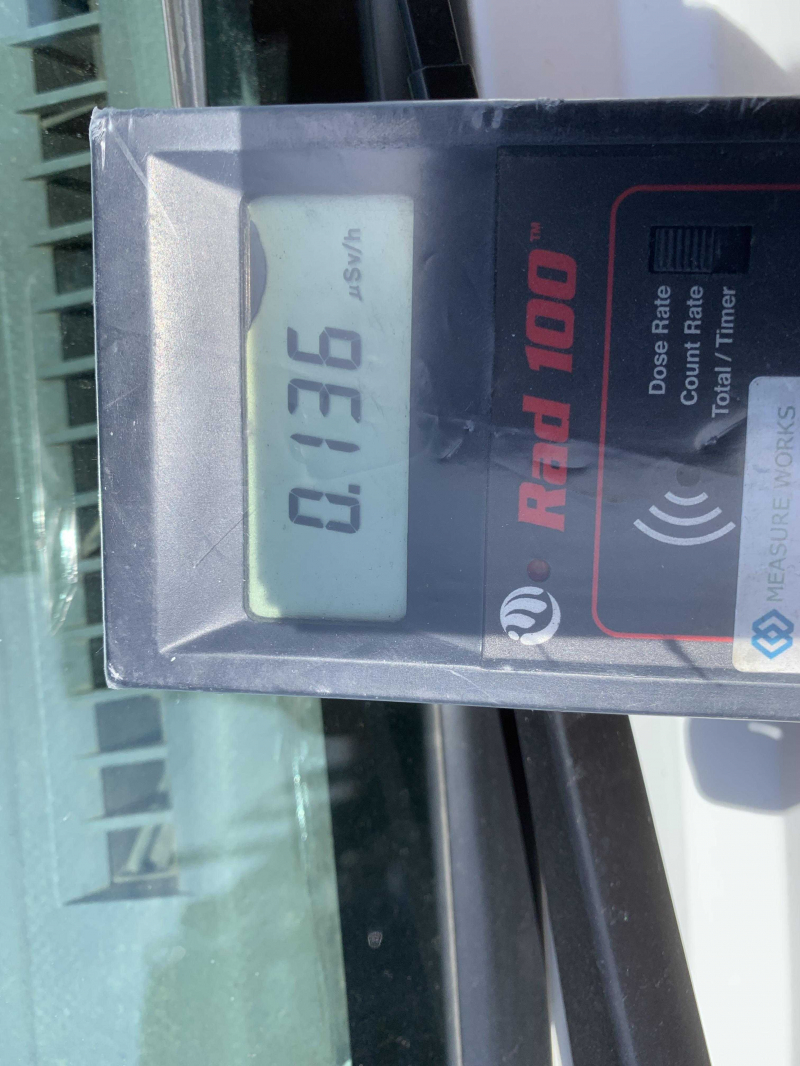 0.136 µSv/h
Rad 100™
Dose Rate
Count Rate
Total / Timer
MEASURE WORKS